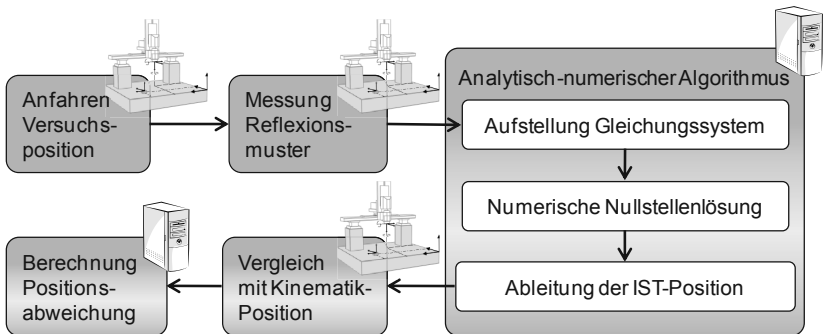 Anfahren
Versuchs-
position
Messung
Reflexions-
muster
Analytisch-numerischer Algorithmus
Aufstellung Gleichungssystem
Numerische Nullstellenlösung
Ableitung der IST-Position
Vergleich
mit Kinematik-
Position
Berechnung
Positions-
abweichung